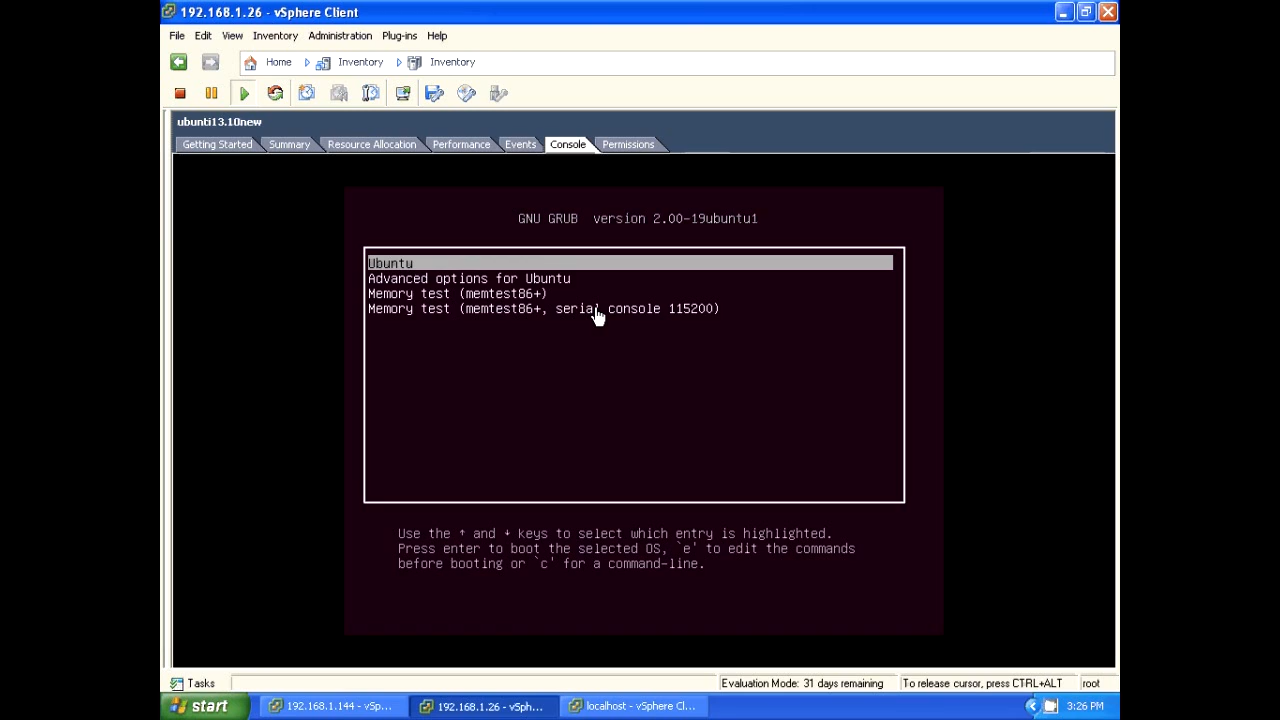 192.168.1.26 - vSphere Client
File Edit View Inventory Administration Plug-ins Help
Home Inventory Inventory
ubunti13.10new
Getting Started Summary Resource Allocation Performance Events Console Permissions
GNU GRUB version 2.00-19ubuntu1
Ubuntu
Advanced options for Ubuntu
Memory test (memtest86+)
Memory test (memtest86+, serial console 115200)
Use the ↑ and ↓ keys to select which entry is highlighted.
Press enter to boot the selected OS, `e' to edit the commands
before booting or `c' for a command-line.
Tasks Evaluation Mode: 31 days remaining To release cursor, press CTRL+ALT root
start 192.168.1.144 - vSp... 192.168.1.26 - vSph... localhost - vSphere Cl... 3:26 PM